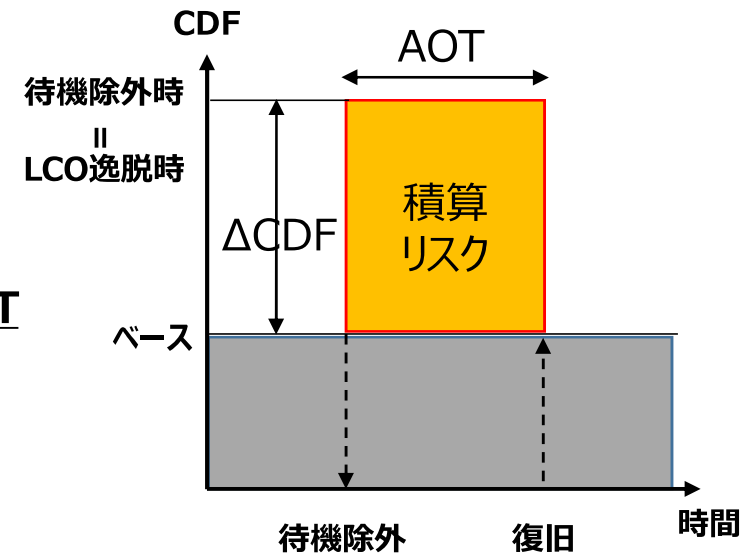 CDF
AOT
待機除外時
=
LCO逸脱時
ΔCDF
積算
リスク
T
ベース
待機除外
復旧
時間